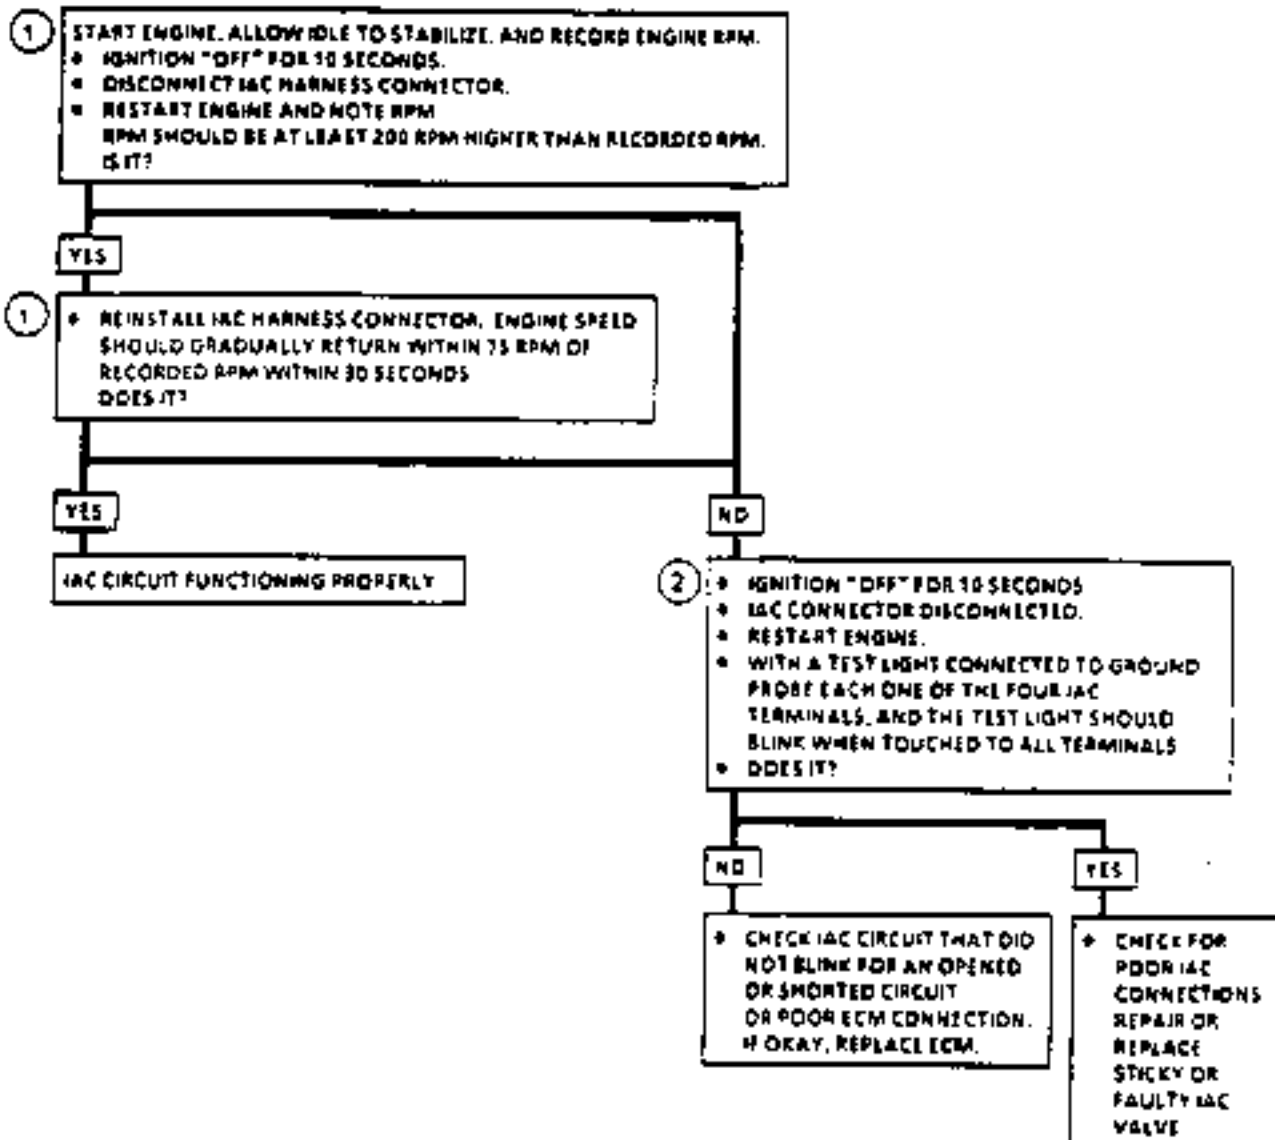 1
START ENGINE, ALLOW IDLE TO STABILIZE, AND RECORD ENGINE RPM.
• IGNITION "OFF" FOR 10 SECONDS.
• DISCONNECT IAC HARNESS CONNECTOR.
• RESTART ENGINE AND NOTE RPM
RPM SHOULD BE AT LEAST 200 RPM HIGHER THAN RECORDED RPM.
IS IT?
YES
1
• REINSTALL IAC HARNESS CONNECTOR. ENGINE SPEED
SHOULD GRADUALLY RETURN WITHIN 75 RPM OF
RECORDED RPM WITHIN 30 SECONDS
DOES IT?
YES
NO
IAC CIRCUIT FUNCTIONING PROPERLY
2
• IGNITION "OFF" FOR 10 SECONDS
• IAC CONNECTOR DISCONNECTED.
• RESTART ENGINE.
• WITH A TEST LIGHT CONNECTED TO GROUND
PROBE EACH ONE OF THE FOUR IAC
TERMINALS, AND THE TEST LIGHT SHOULD
BLINK WHEN TOUCHED TO ALL TERMINALS
• DOES IT?
NO
YES
• CHECK IAC CIRCUIT THAT DID
NOT BLINK FOR AN OPENED
OR SHORTED CIRCUIT
OR POOR ECM CONNECTION.
IF OKAY, REPLACE ECM.
• CHECK FOR
POOR IAC
CONNECTIONS
REPAIR OR
REPLACE
STICKY OR
FAULTY IAC
VALVE